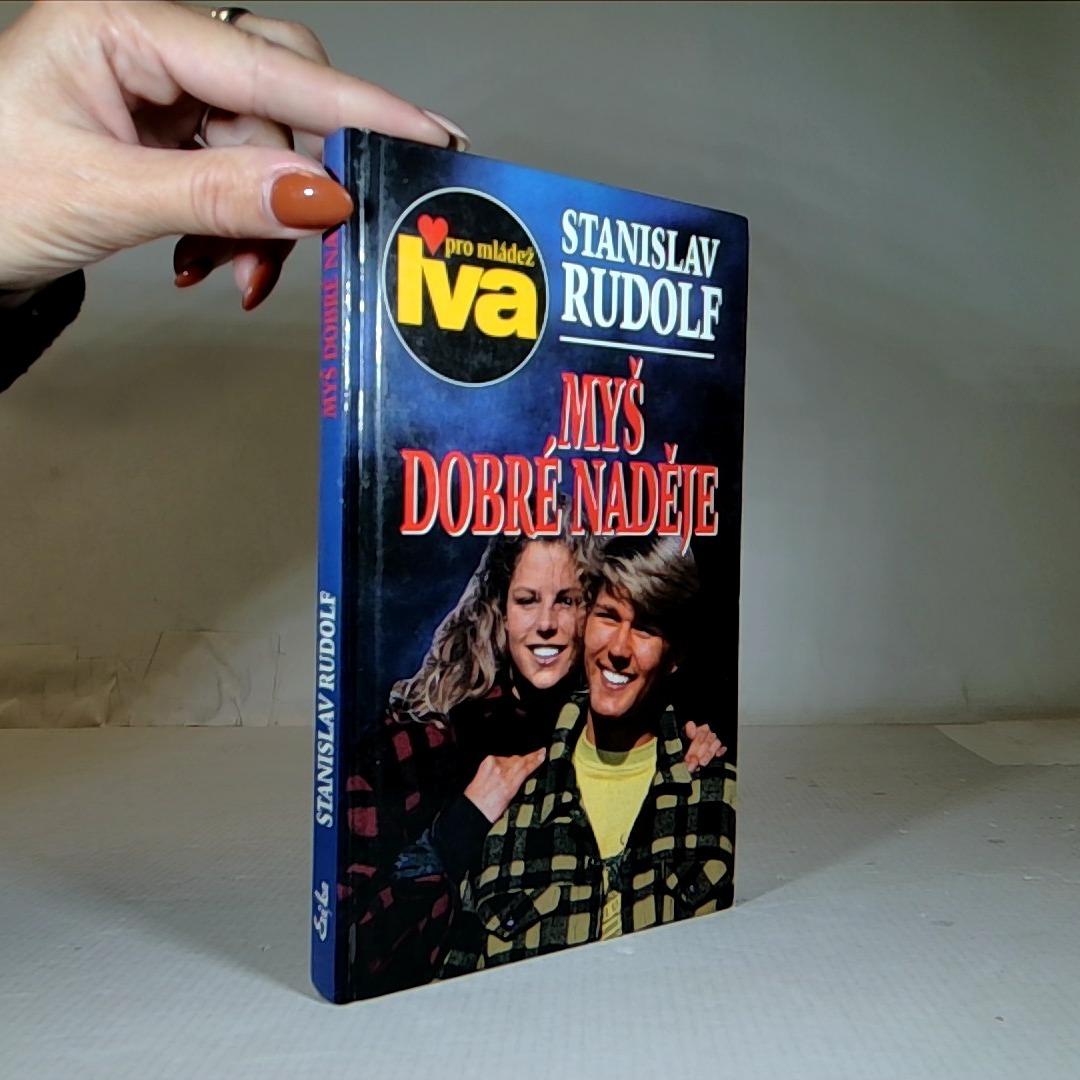 pro mládež
Iva
STANISLAV
RUDOLF
MYŠ
DOBRÉ NADĚJE
MYŠ DOBRÉ NA
STANISLAV RUDOLF